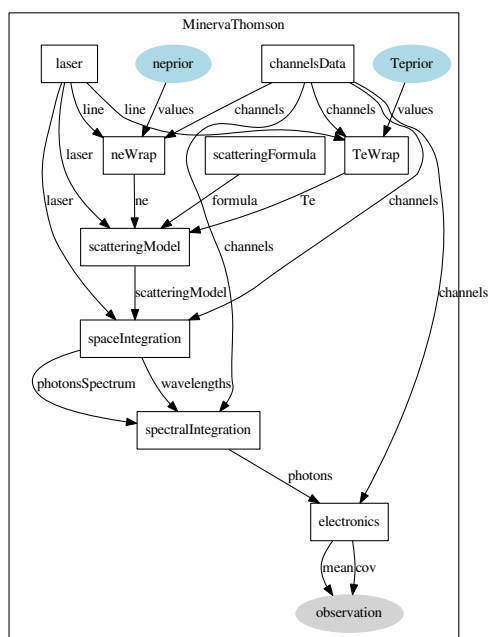 MinervaThomson
laser
neprior
channelsData
Teprior
line
line
values
channels
channels
values
laser
neWrap
scatteringFormula
TeWrap
laser
ne
formula
Te
channels
channels
scatteringModel
scatteringModel
channels
spaceIntegration
photonsSpectrum
wavelengths
spectralIntegration
photons
electronics
mean
cov
observation